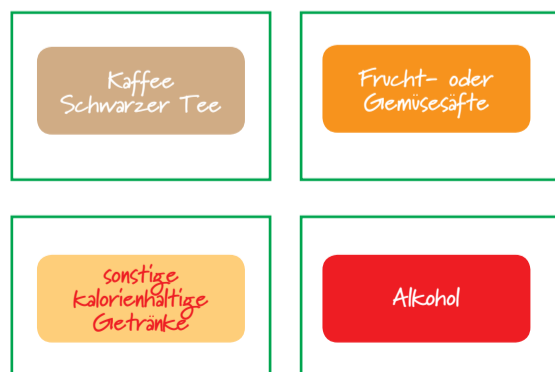 Kaffee
Schwarzer Tee
Frucht- oder
Gemüsesäfte
sonstige
kalorienhaltige
Getränke
Alkohol